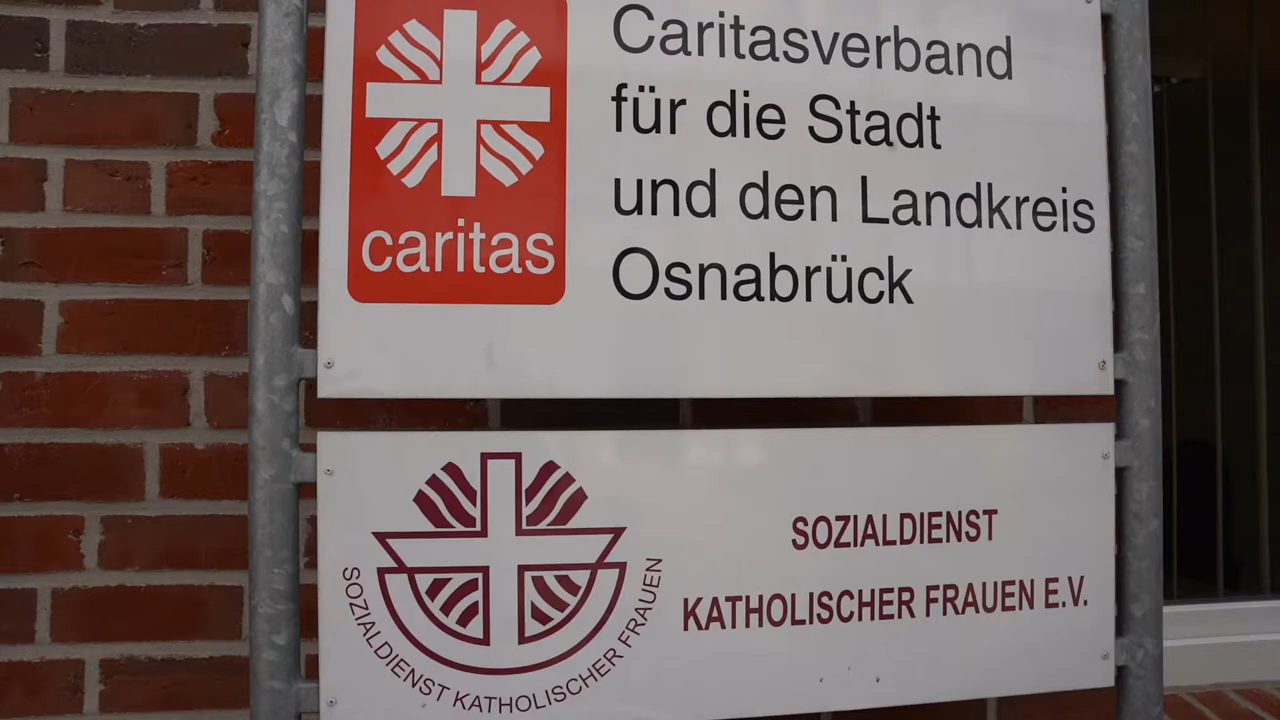 caritas
Caritasverband
für die Stadt
und den Landkreis
Osnabrück
SOZIALDIENST KATHOLISCHER FRAUEN
SOZIALDIENST
KATHOLISCHER FRAUEN E.V.